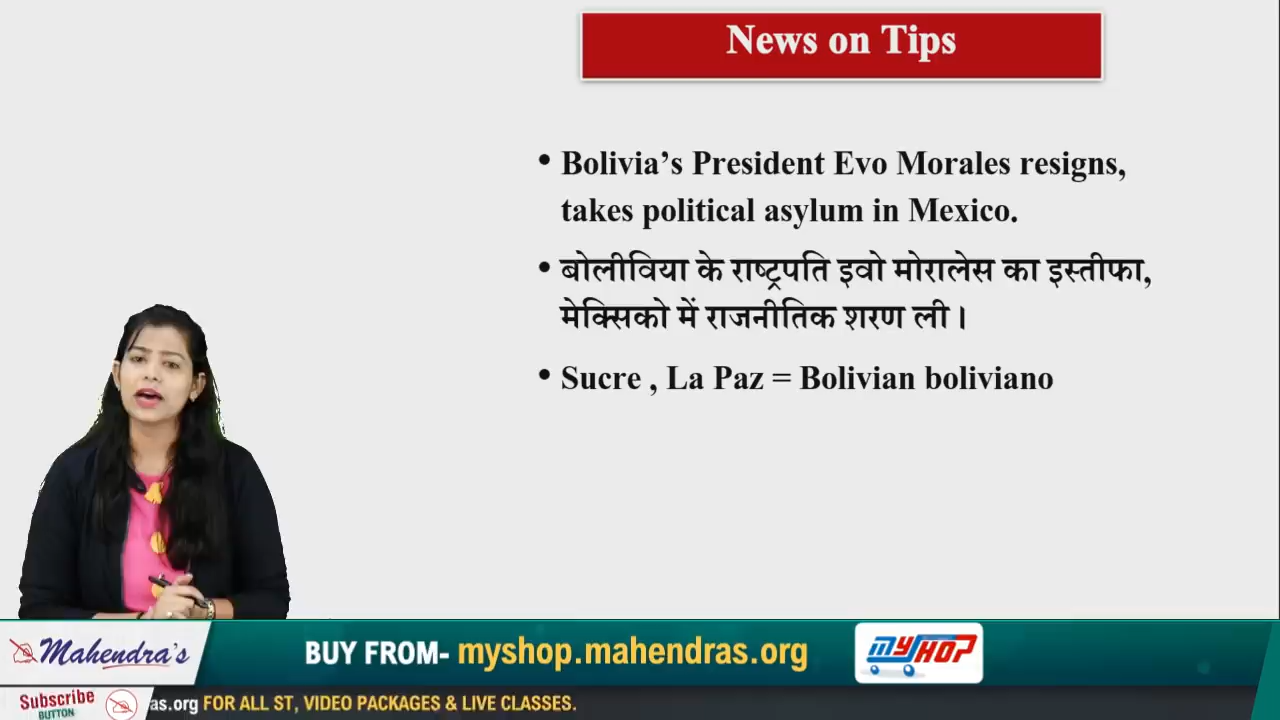 News on Tips
• Bolivia’s President Evo Morales resigns,
takes political asylum in Mexico.
• बोलीविया के राष्ट्रपति इवो मोरालेस का इस्तीफा,
मेक्सिको में राजनीतिक शरण ली।
• Sucre , La Paz = Bolivian boliviano
Mahendra's
BUY FROM- myshop.mahendras.org
MY SHOP
Subscribe
BUTTON
as.org FOR ALL ST, VIDEO PACKAGES & LIVE CLASSES.